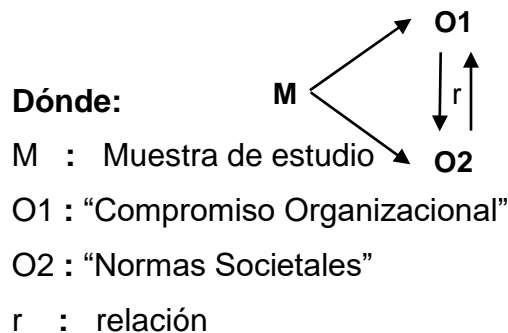 O1
Dónde:
M
r
M : Muestra de estudio
O2
O1 : “Compromiso Organizacional”
O2 : “Normas Societales”
r : relación